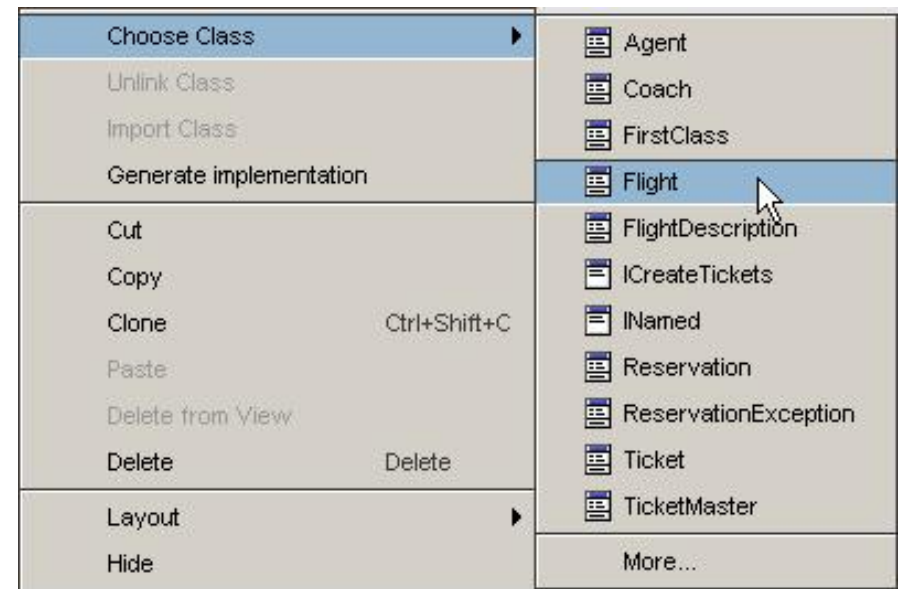 Choose Class
Unlink Class
Import Class
Generate implementation
Cut
Copy
Clone Ctrl+Shift+C
Paste
Delete from View
Delete Delete
Layout
Hide
Agent
Coach
FirstClass
Flight
FlightDescription
ICreateTickets
INamed
Reservation
ReservationException
Ticket
TicketMaster
More...